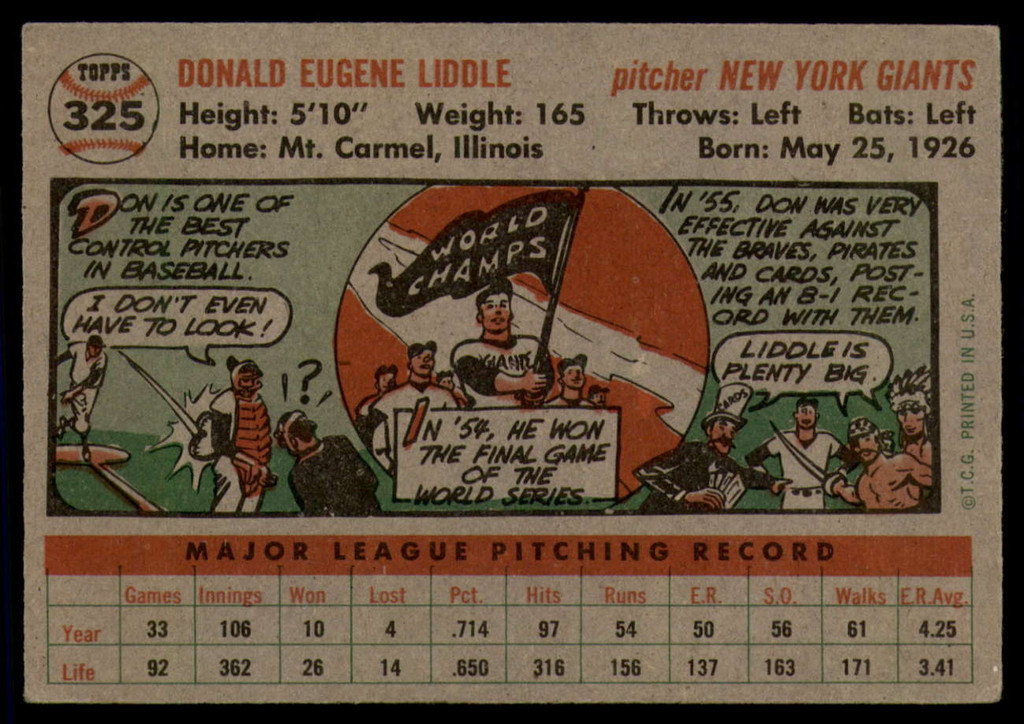 TOPPS
325
DONALD EUGENE LIDDLE
pitcher NEW YORK GIANTS
Height: 5'10" Weight: 165 Throws: Left Bats: Left
Home: Mt. Carmel, Illinois Born: May 25, 1926
DON IS ONE OF
THE BEST
CONTROL PITCHERS
IN BASEBALL.
I DON'T EVEN
HAVE TO LOOK!
!?
WORLD
CHAMPS
GIANTS
IN '54, HE WON
THE FINAL GAME
OF THE
WORLD SERIES.
IN '55, DON WAS VERY
EFFECTIVE AGAINST
THE BRAVES, PIRATES
AND CARDS, POST-
ING AN 8-1 REC-
ORD WITH THEM.
LIDDLE IS
PLENTY BIG.
CARDS
©T.C.G. PRINTED IN U.S.A.
MAJOR LEAGUE PITCHING RECORD
Games Innings Won Lost Pct. Hits Runs E.R. S.O. Walks E.R.Avg.
Year 33 106 10 4 .714 97 54 50 56 61 4.25
Life 92 362 26 14 .650 316 156 137 163 171 3.41